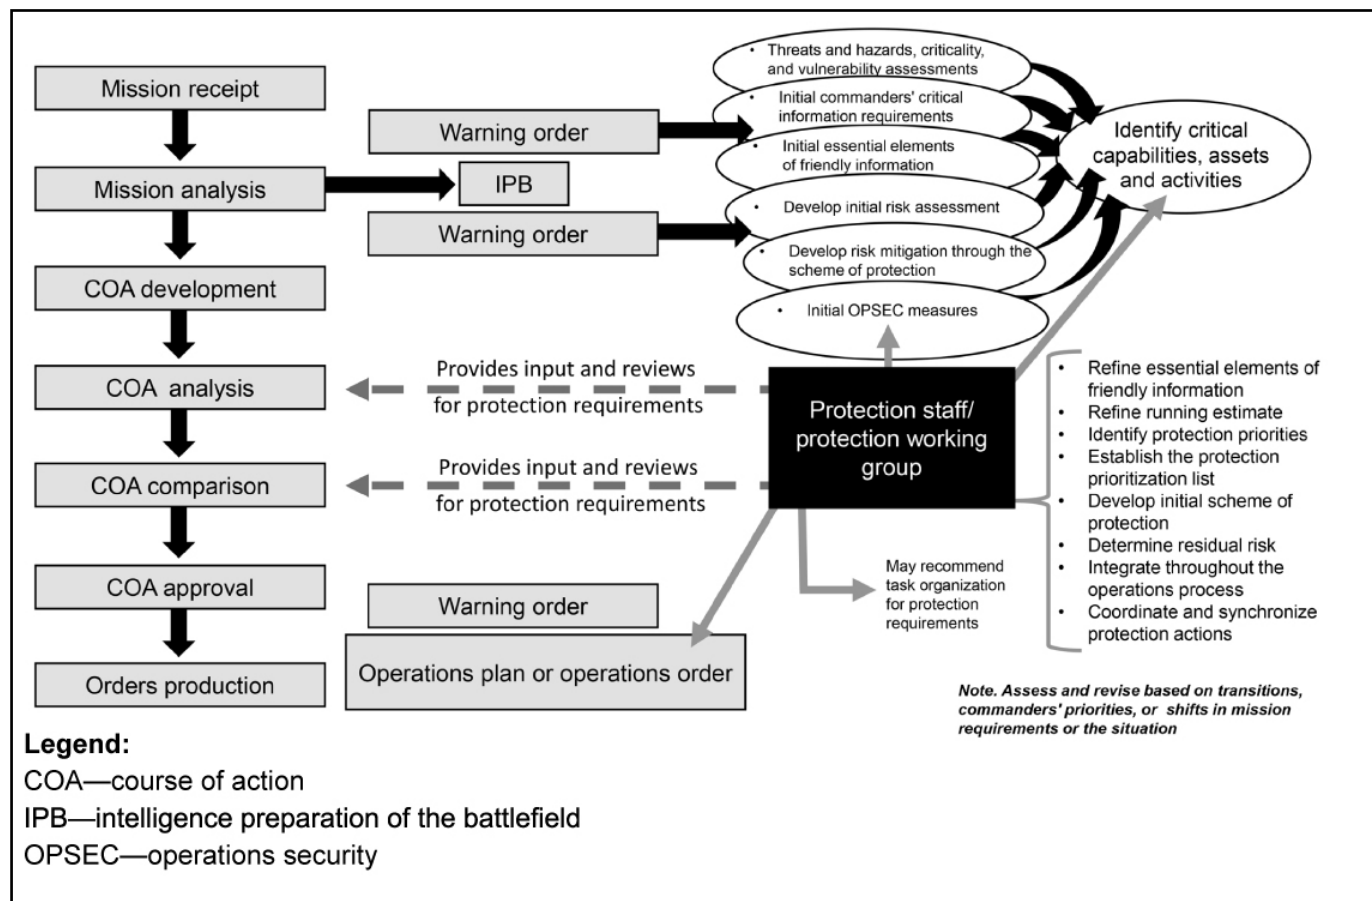 Mission receipt
Mission analysis
COA development
COA analysis
COA comparison
COA approval
Orders production
Warning order
IPB
Warning order
• Threats and hazards, criticality,
and vulnerability assessments
• Initial commanders' critical
information requirements
• Initial essential elements
of friendly information
• Develop initial risk assessment
• Develop risk mitigation through the
scheme of protection
• Initial OPSEC measures
Identify critical
capabilities, assets
and activities
Provides input and reviews
for protection requirements
Provides input and reviews
for protection requirements
Protection staff/
protection working
group
• Refine essential elements of
friendly information
• Refine running estimate
• Identify protection priorities
• Establish the protection
prioritization list
• Develop initial scheme of
protection
• Determine residual risk
• Integrate throughout the
operations process
• Coordinate and synchronize
protection actions
May recommend
task organization
for protection
requirements
Warning order
Operations plan or operations order
Note. Assess and revise based on transitions,
commanders' priorities, or shifts in mission
requirements or the situation
Legend:
COA—course of action
IPB—intelligence preparation of the battlefield
OPSEC—operations security